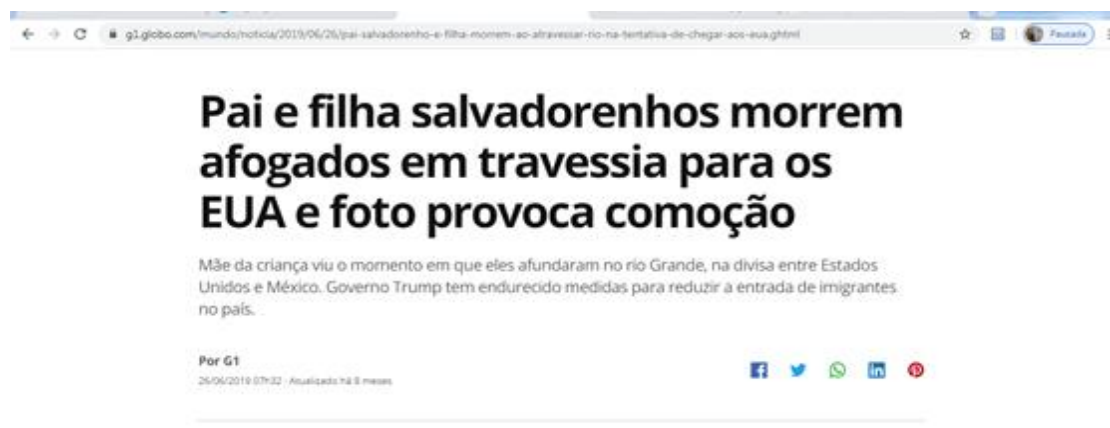 g1.globo.com/mundo/noticia/2019/06/26/pai-salvadorenho-e-filha-morrem-ao-atravessar-rio-na-tentativa-de-chegar-aos-eua.ghtml
Pausada
Pai e filha salvadorenhos morrem
afogados em travessia para os
EUA e foto provoca comoção
Mãe da criança viu o momento em que eles afundaram no rio Grande, na divisa entre Estados
Unidos e México. Governo Trump tem endurecido medidas para reduzir a entrada de imigrantes
no país.
Por G1
26/06/2019 07h32 · Atualizado há 8 meses